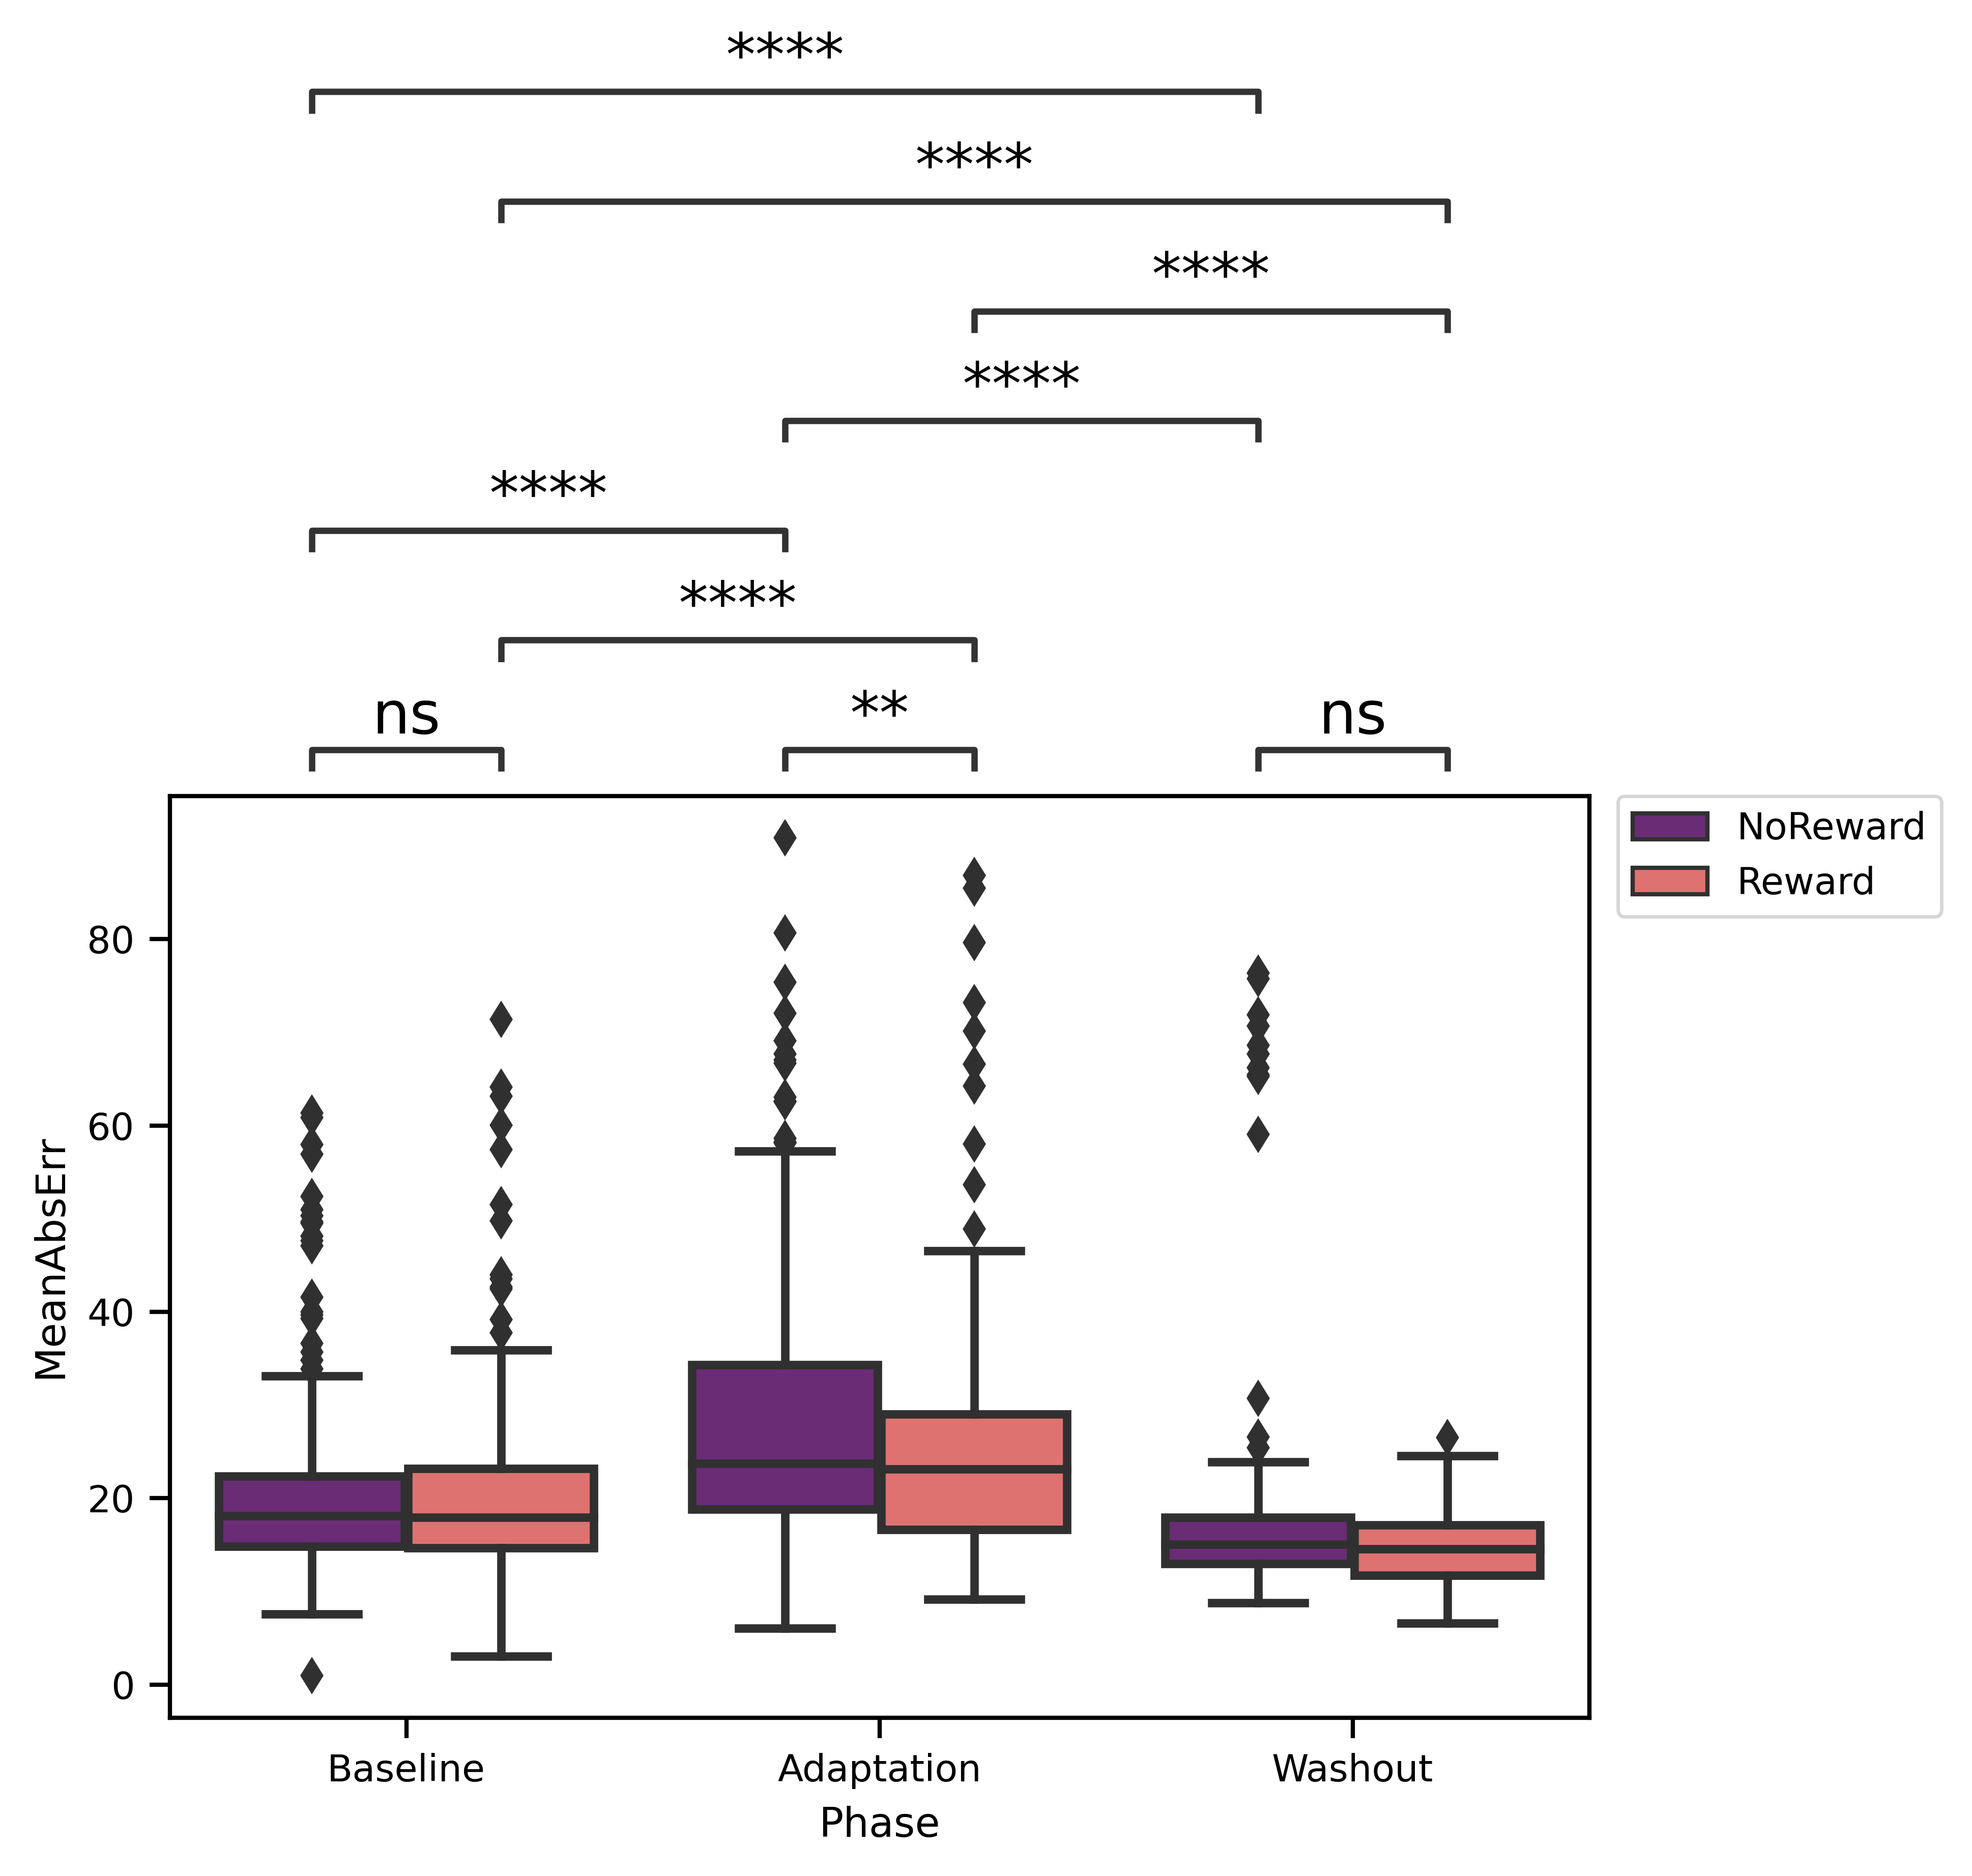 ****
****
****
****
****
****
ns
**
ns
NoReward
Reward
80
60
40
20
0
MeanAbsErr
Baseline
Adaptation
Washout
Phase